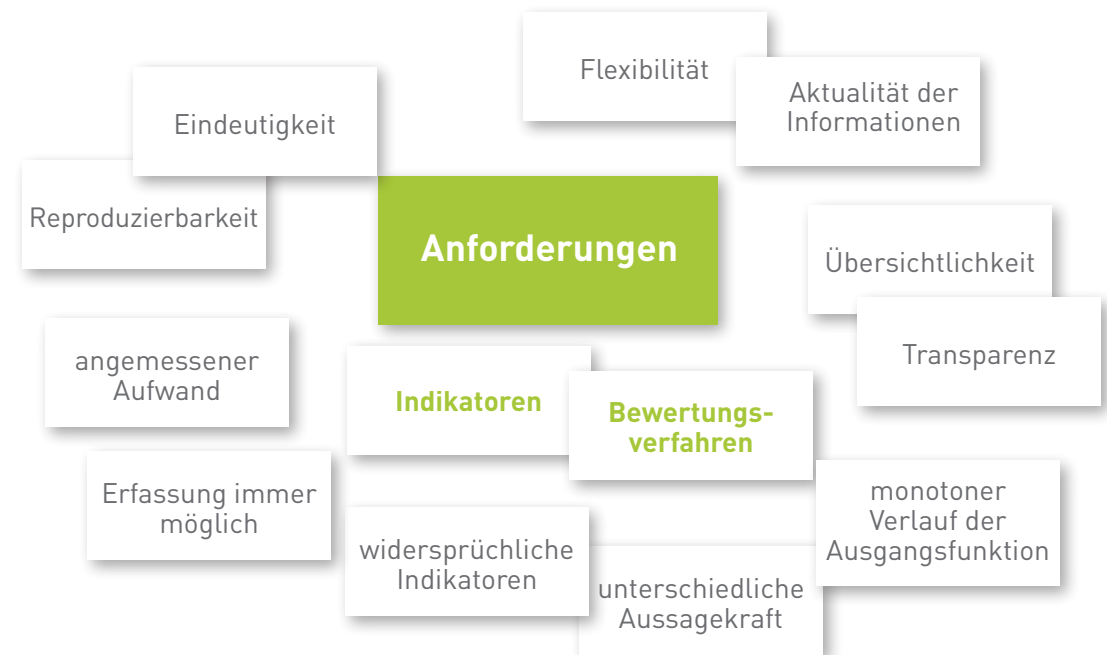 Flexibilität
Aktualität der
Informationen
Eindeutigkeit
Reproduzierbarkeit
Anforderungen
Übersichtlichkeit
Transparenz
angemessener
Aufwand
Indikatoren
Bewertungs-
verfahren
Erfassung immer
möglich
monotoner
Verlauf der
Ausgangsfunktion
widersprüchliche
Indikatoren
unterschiedliche
Aussagekraft